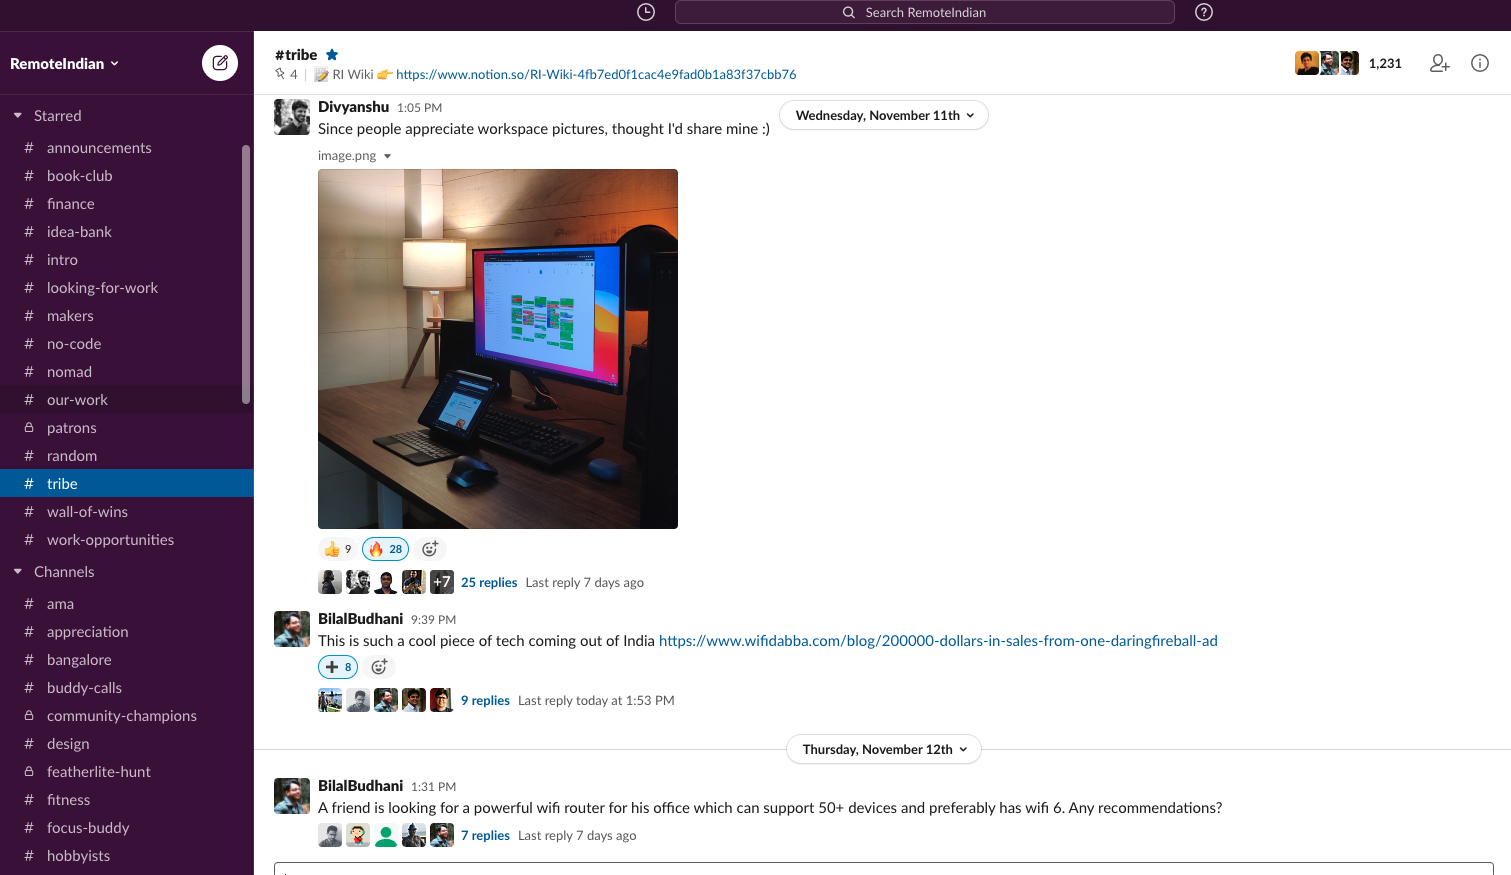 Search RemoteIndian
RemoteIndian
Starred
# announcements
# book-club
# finance
# idea-bank
# intro
# looking-for-work
# makers
# no-code
# nomad
# our-work
patrons
# random
# tribe
# wall-of-wins
# work-opportunities
Channels
# ama
# appreciation
# bangalore
# buddy-calls
community-champions
# design
featherlite-hunt
# fitness
# focus-buddy
# hobbyists
#tribe
4 | RI Wiki 👉 https://www.notion.so/RI-Wiki-4fb7ed0f1cac4e9fad0b1a83f37cbb76
1,231
Wednesday, November 11th
Divyanshu 1:05 PM
Since people appreciate workspace pictures, thought I'd share mine :)
image.png
👍 9 🔥 28
+7 25 replies Last reply 7 days ago
BilalBudhani 9:39 PM
This is such a cool piece of tech coming out of India https://www.wifidabba.com/blog/200000-dollars-in-sales-from-one-daringfireball-ad
➕ 8
9 replies Last reply today at 1:53 PM
Thursday, November 12th
BilalBudhani 1:31 PM
A friend is looking for a powerful wifi router for his office which can support 50+ devices and preferably has wifi 6. Any recommendations?
7 replies Last reply 7 days ago